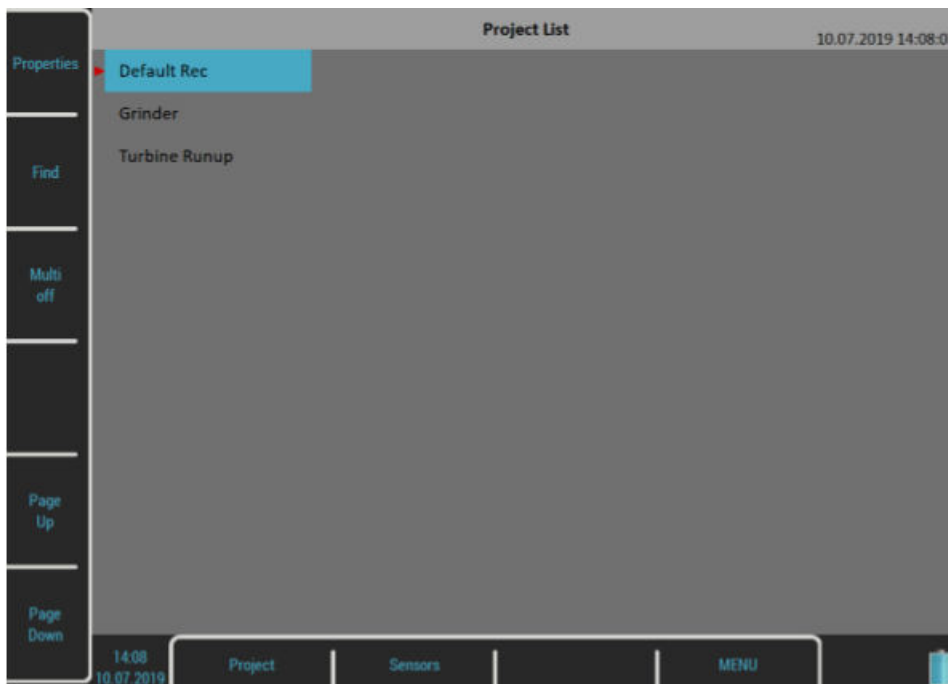 Project List
10.07.2019 14:08:0
Properties
Default Rec
Grinder
Turbine Runup
Find
Multi
off
Page
Up
Page
Down
14:08
10.07.2019
Project
Sensors
MENU